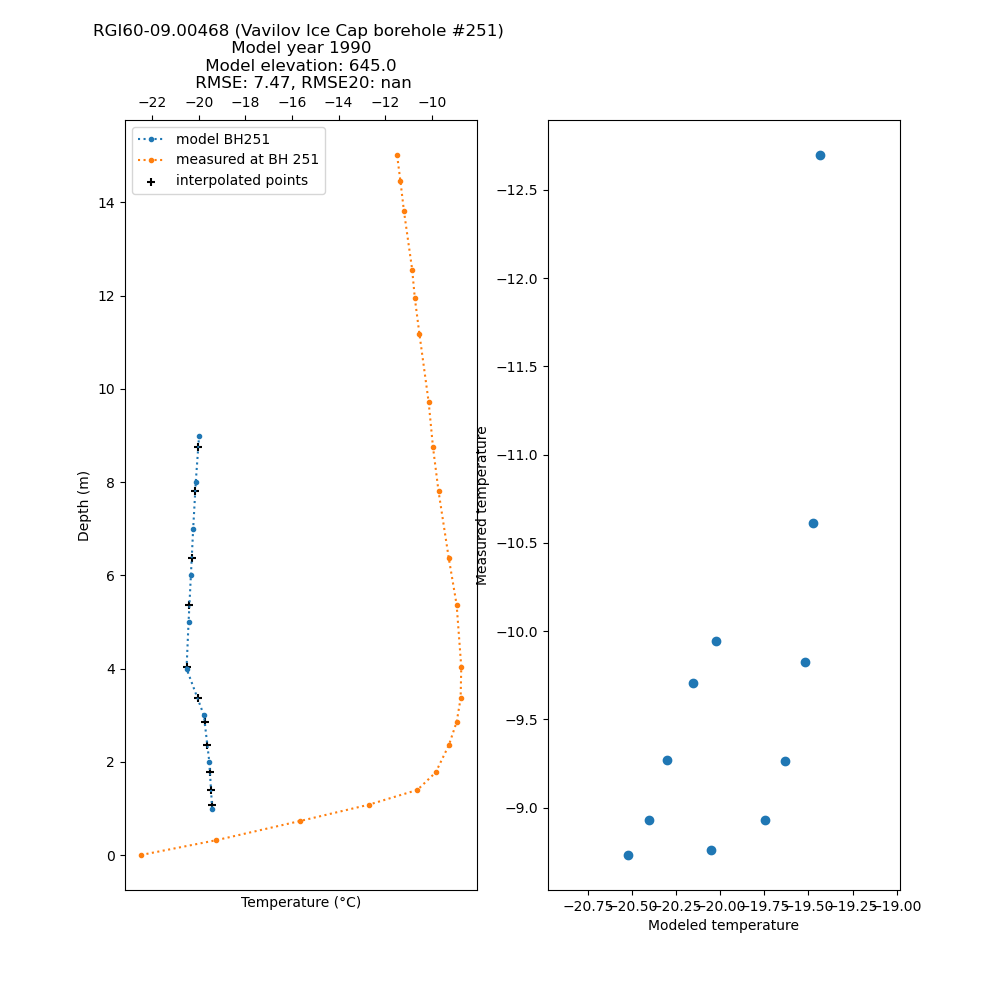 RGI60-09.00468 (Vavilov Ice Cap borehole #251)
Model year 1990
Model elevation: 645.0
RMSE: 7.47, RMSE20: nan
−22 −20 −18 −16 −14 −12 −10
model BH251
measured at BH 251
interpolated points
14
12
10
8
6
4
2
0
Depth (m)
Temperature (°C)
−12.5
−12.0
−11.5
−11.0
−10.5
−10.0
−9.5
−9.0
Measured temperature
−20.75 −20.50 −20.25 −20.00 −19.75 −19.50 −19.25 −19.00
Modeled temperature